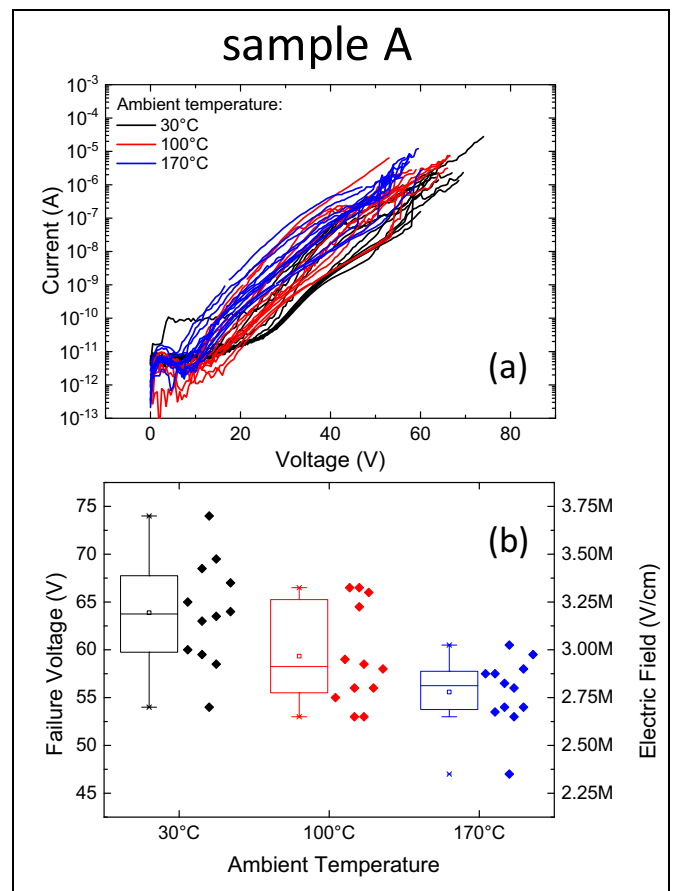 sample A
10⁻³
10⁻⁴
10⁻⁵
10⁻⁶
10⁻⁷
10⁻⁸
10⁻⁹
10⁻¹⁰
10⁻¹¹
10⁻¹²
10⁻¹³
Current (A)
Ambient temperature:
30°C
100°C
170°C
(a)
0 20 40 60 80
Voltage (V)
75
70
65
60
55
50
45
Failure Voltage (V)
(b)
3.75M
3.50M
3.25M
3.00M
2.75M
2.50M
2.25M
Electric Field (V/cm)
30°C 100°C 170°C
Ambient Temperature